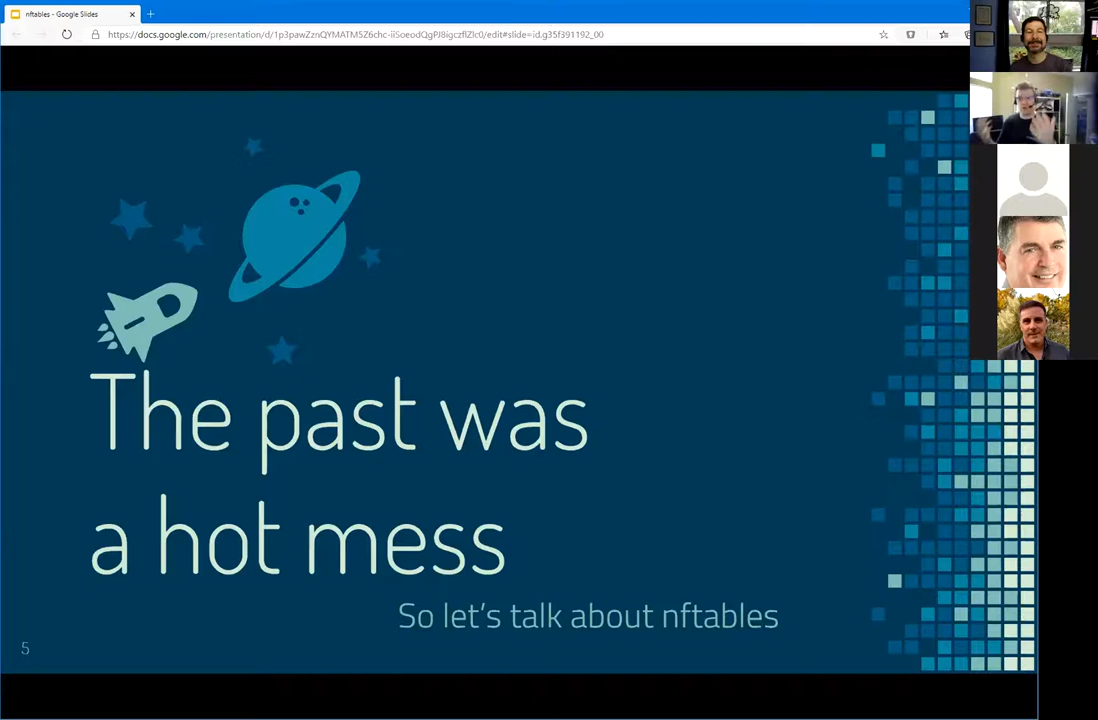 nftables - Google Slides
https://docs.google.com/presentation/d/1p3pawZznQYMATM5Z6chc-iiSoeodQgPJ8igczflZlc0/edit#slide=id.g35f391192_00
The past was
a hot mess
So let's talk about nftables
5